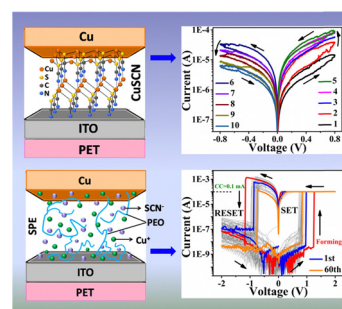 Cu
Cu
S
C
N
CuSCN
ITO
PET
Current (A)
1E-4
1E-5
1E-6
1E-7
6
7
8
9
10
5
4
3
2
1
-0.8 -0.4 0.0 0.4 0.8
Voltage (V)
Cu
SPE
SCN⁻
PEO
Cu⁺
ITO
PET
Current (A)
1E-3
1E-5
1E-7
1E-9
CC=0.1 mA
RESET
SET
Forming
1st
60th
-2 -1 0 1 2
Voltage (V)